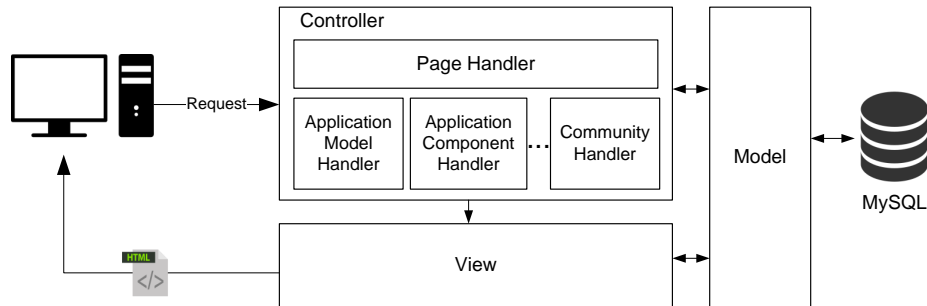 Controller
Page Handler
Request
Application
Model
Handler
Application
Component
Handler
...
Community
Handler
Model
MySQL
View
HTML
</>